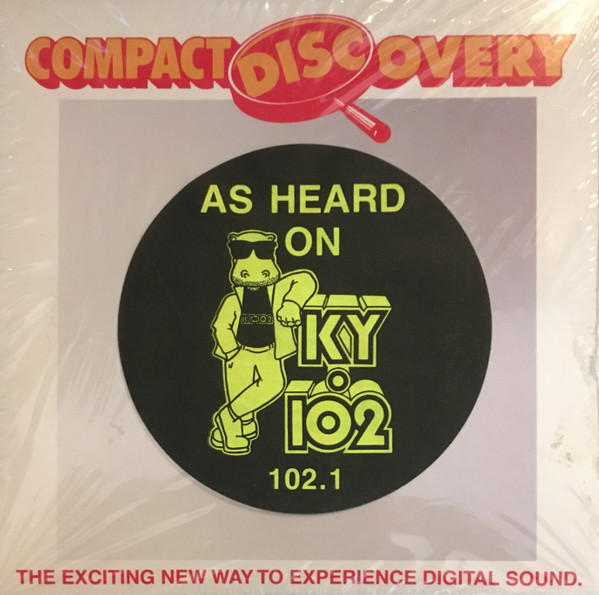 COMPACT DISCOVERY
AS HEARD
ON
KY
102
102.1
THE EXCITING NEW WAY TO EXPERIENCE DIGITAL SOUND.